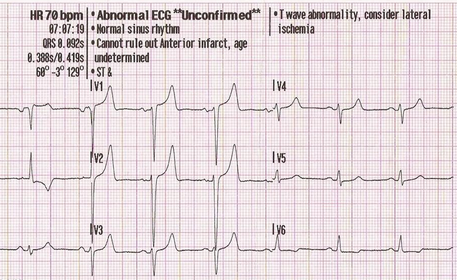 HR 70 bpm
07:07:19
QRS 0.092s
0.388s/0.419s
60° -3° 129°
• Abnormal ECG **Unconfirmed**
• Normal sinus rhythm
• Cannot rule out Anterior infarct, age
undetermined
• ST &
• T wave abnormality, consider lateral
ischemia
V1
V4
V2
V5
V3
V6